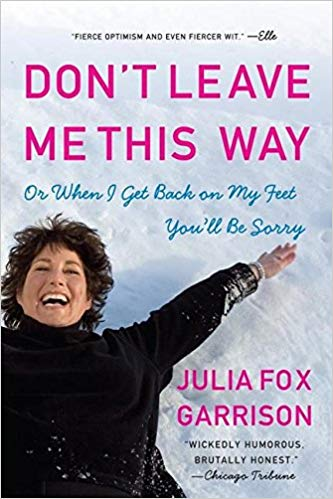 "FIERCE OPTIMISM AND EVEN FIERCER WIT." —Elle
DON'T LEAVE
ME THIS WAY
Or When I Get Back on My Feet
You'll Be Sorry
JULIA FOX
GARRISON
"WICKEDLY HUMOROUS,
BRUTALLY HONEST."
—Chicago Tribune